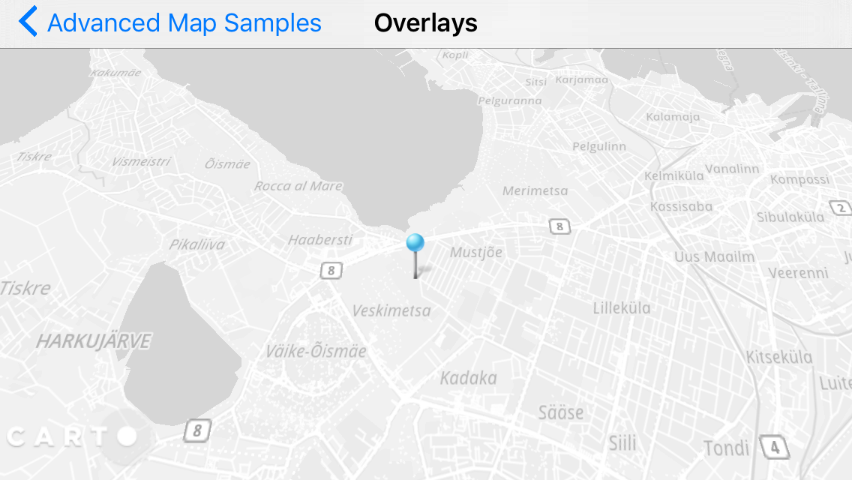 Advanced Map Samples
Overlays
Kopli
Kakumäe
Sitsi
Karjamaa
Pelguranna
Kalamaja
Tiskre
Vismeistri
Õismäe
Pelgulinn
Rocca al Mare
Merimetsa
Kelmiküla
Vanalinn
Kompassi
Kassisaba
2
Sibulaküla
8
Pikaliiva
Haabersti
Mustjõe
Uus Maailm
8
Veerenni
Tiskre
Veskimetsa
Lilleküla
HARKUJÄRVE
Väike-Õismäe
Kitseküla
Kadaka
Luite
Sääse
8
CARTO
Siili
Tondi
4